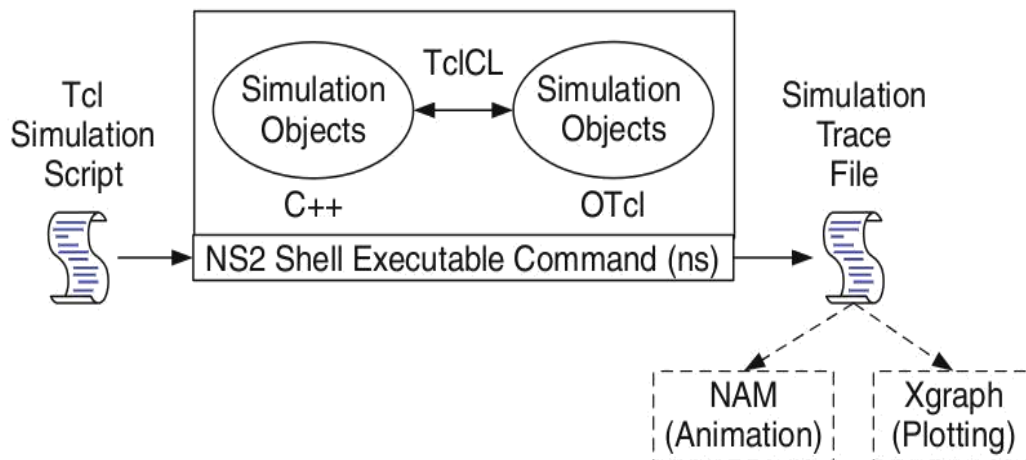 Tcl
Simulation
Script
Simulation
Objects
C++
TclCL
Simulation
Objects
OTcl
NS2 Shell Executable Command (ns)
Simulation
Trace
File
NAM
(Animation)
Xgraph
(Plotting)